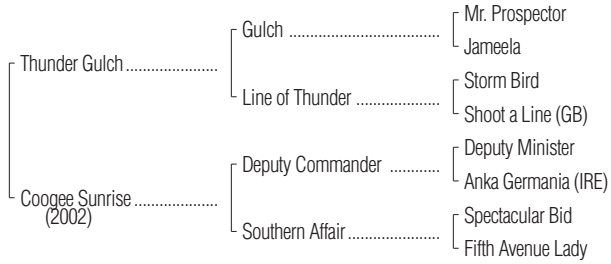 Mr. Prospector
Gulch ................................
Jameela
Thunder Gulch ........................
Storm Bird
Line of Thunder ......................
Shoot a Line (GB)
Deputy Minister
Deputy Commander .............
Anka Germania (IRE)
Coogee Sunrise ......................
(2002)
Spectacular Bid
Southern Affair ........................
Fifth Avenue Lady